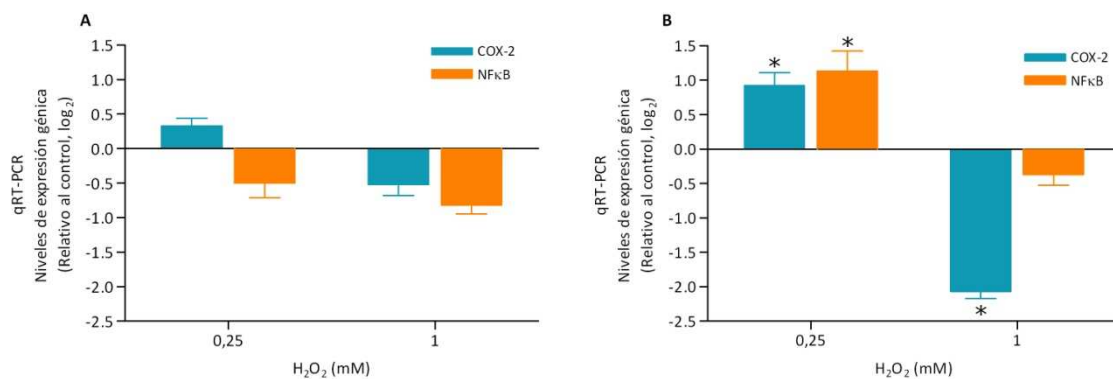 A
qRT-PCR
Niveles de expresión génica
(Relativo al control, log₂)
1.5
1.0
0.5
0.0
-0.5
-1.0
-1.5
-2.0
-2.5
COX-2
NFκB
0,25
1
H₂O₂ (mM)
B
qRT-PCR
Niveles de expresión génica
(Relativo al control, log₂)
1.5
1.0
0.5
0.0
-0.5
-1.0
-1.5
-2.0
-2.5
COX-2
NFκB
*
*
*
0,25
1
H₂O₂ (mM)